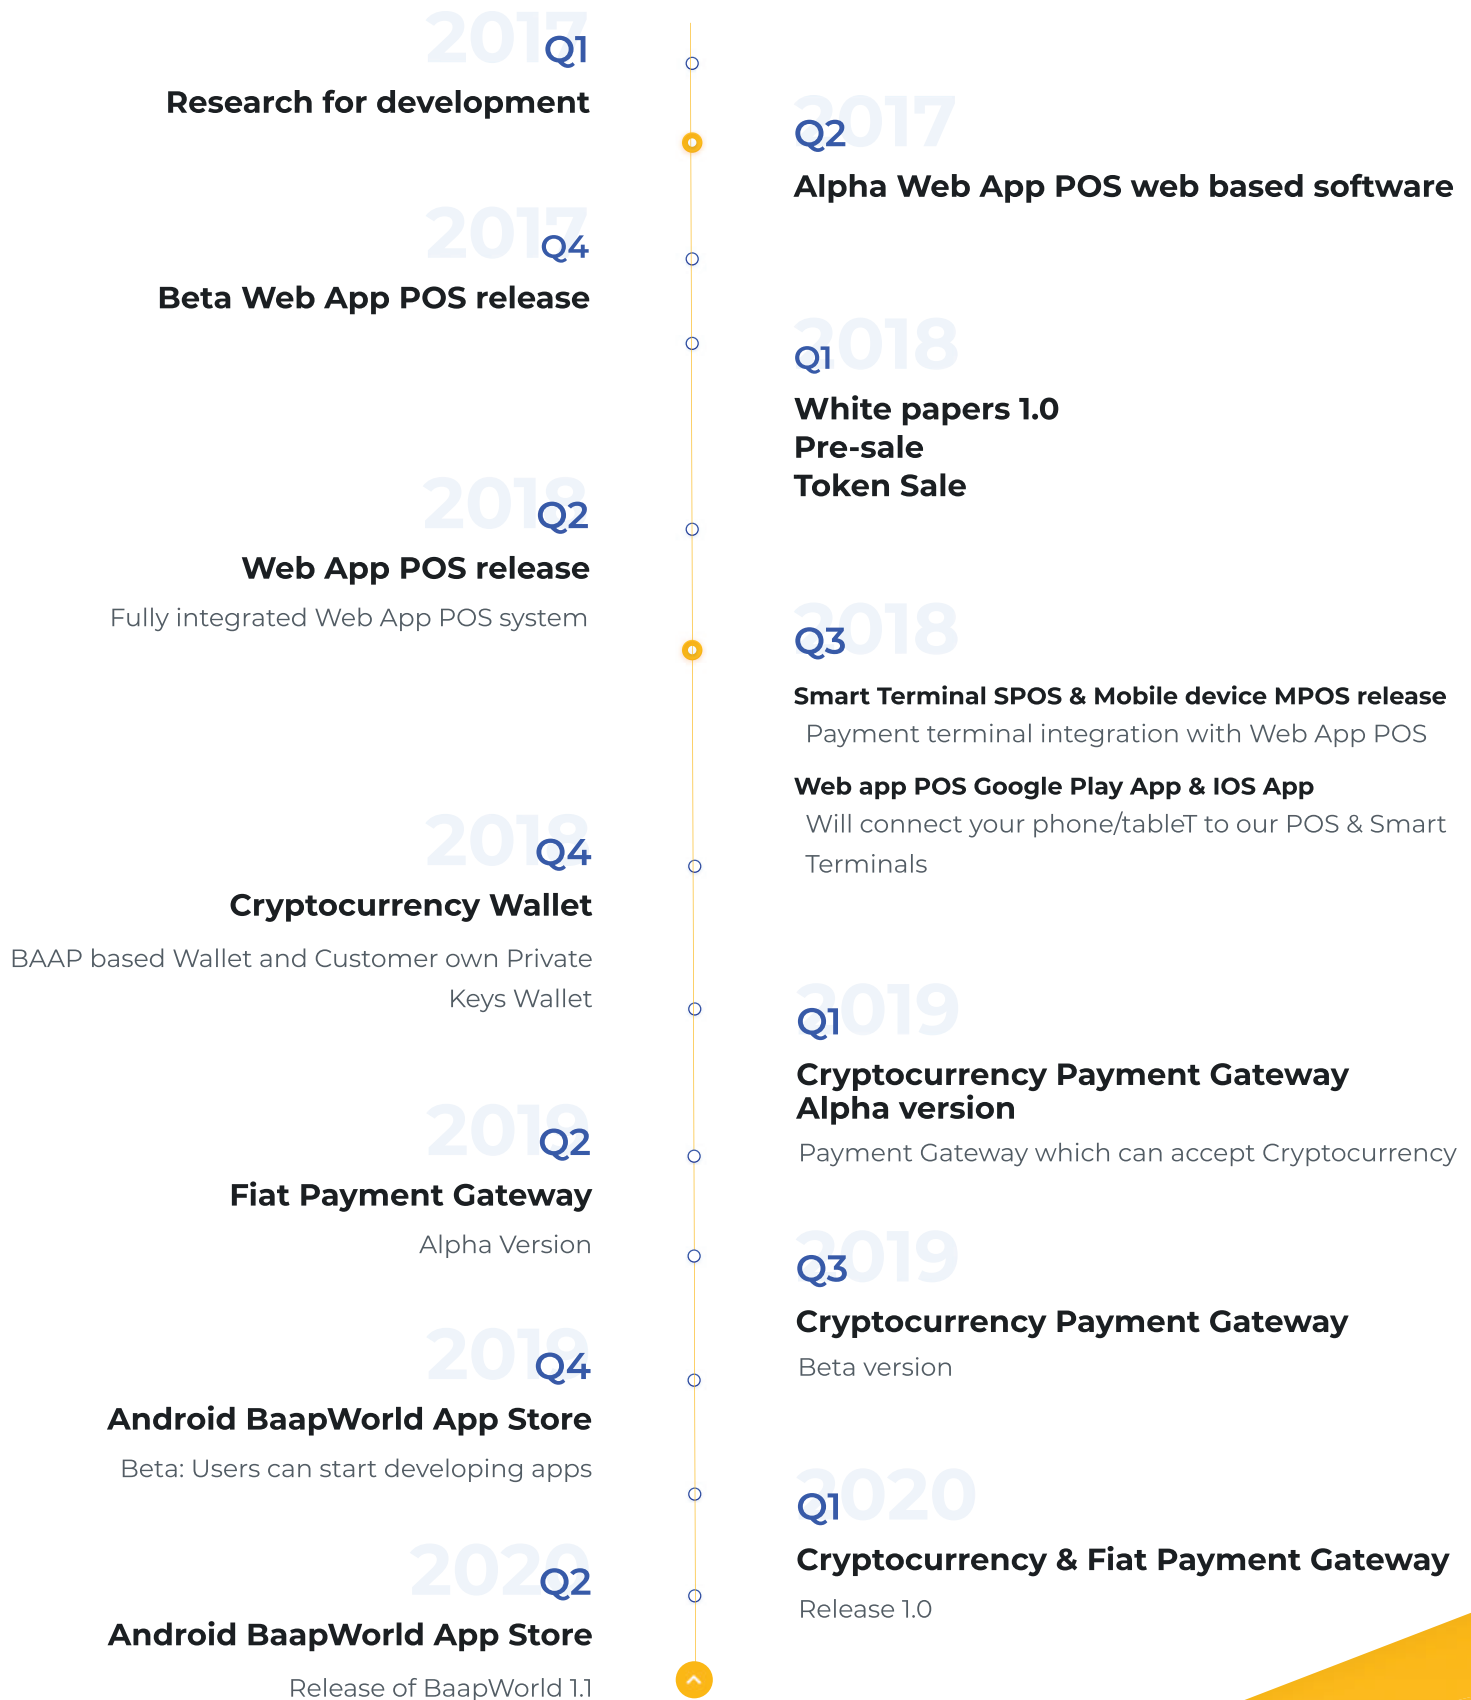 2017
Q1
Research for development
2017
Q2
Alpha Web App POS web based software
2017
Q4
Beta Web App POS release
2018
Q1
White papers 1.0
Pre-sale
Token Sale
2018
Q2
Web App POS release
Fully integrated Web App POS system
2018
Q3
Smart Terminal SPOS & Mobile device MPOS release
Payment terminal integration with Web App POS
Web app POS Google Play App & IOS App
Will connect your phone/tableT to our POS & Smart
Terminals
2018
Q4
Cryptocurrency Wallet
BAAP based Wallet and Customer own Private
Keys Wallet
2019
Q1
Cryptocurrency Payment Gateway
Alpha version
Payment Gateway which can accept Cryptocurrency
2019
Q2
Fiat Payment Gateway
Alpha Version
2019
Q3
Cryptocurrency Payment Gateway
Beta version
2019
Q4
Android BaapWorld App Store
Beta: Users can start developing apps
2020
Q1
Cryptocurrency & Fiat Payment Gateway
Release 1.0
2020
Q2
Android BaapWorld App Store
Release of BaapWorld 1.1